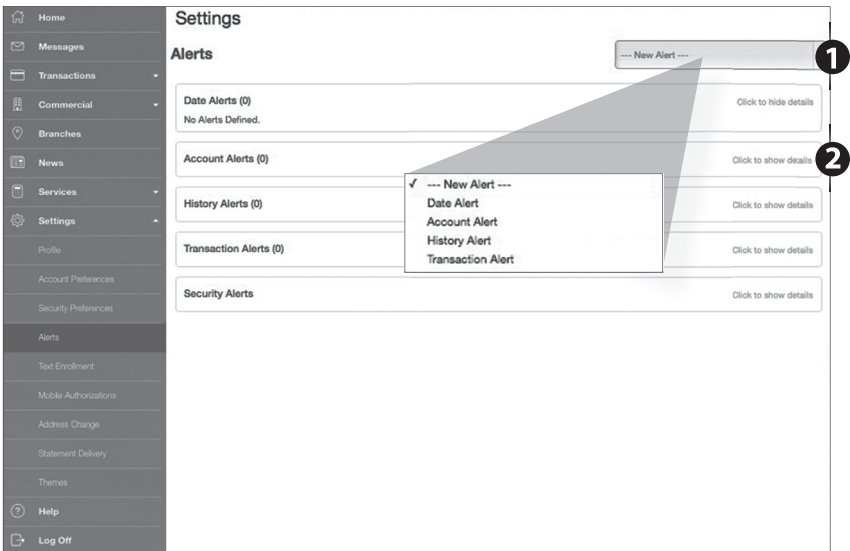 Home
Messages
Transactions
Commercial
Branches
News
Services
Settings
Profile
Account Preferences
Security Preferences
Alerts
Text Enrollment
Mobile Authorizations
Address Change
Statement Delivery
Themes
Help
Log Off
Settings
Alerts
--- New Alert ---
1
Date Alerts (0)
Click to hide details
No Alerts Defined.
Account Alerts (0)
Click to show details
2
History Alerts (0)
Click to show details
Transaction Alerts (0)
Click to show details
Security Alerts
Click to show details
✓ --- New Alert ---
Date Alert
Account Alert
History Alert
Transaction Alert